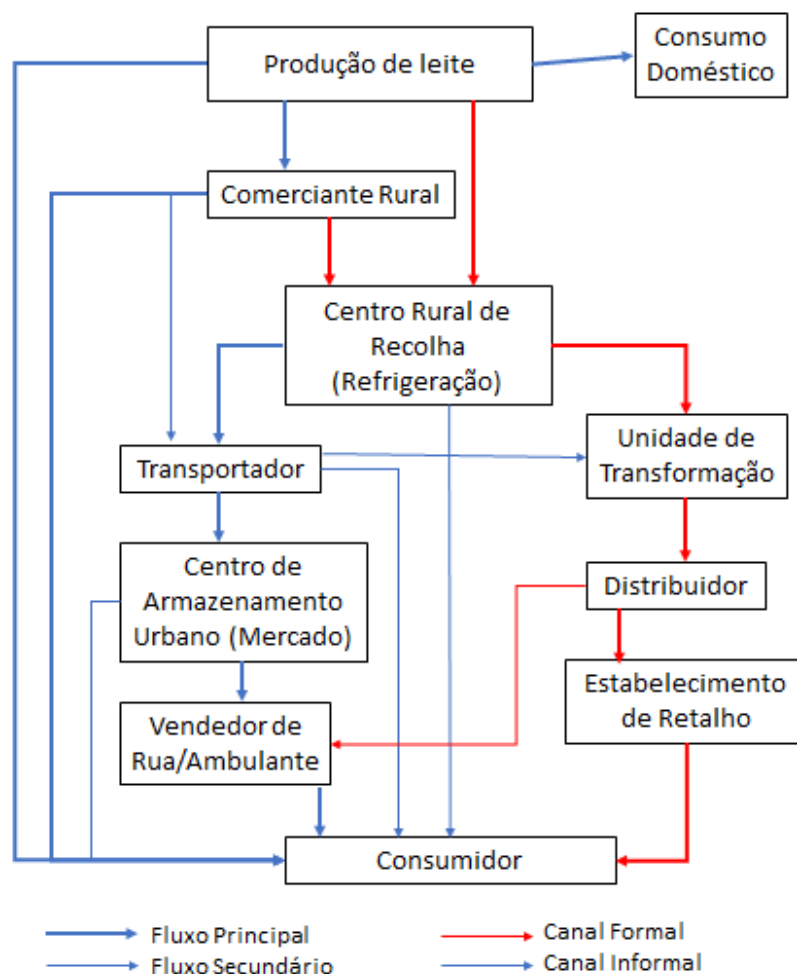 Produção de leite
Consumo
Doméstico
Comerciante Rural
Centro Rural de
Recolha
(Refrigeração)
Unidade de
Transformação
Transportador
Centro de
Armazenamento
Urbano (Mercado)
Distribuidor
Estabelecimento
de Retalho
Vendedor de
Rua/Ambulante
Consumidor
Fluxo Principal
Canal Formal
Fluxo Secundário
Canal Informal